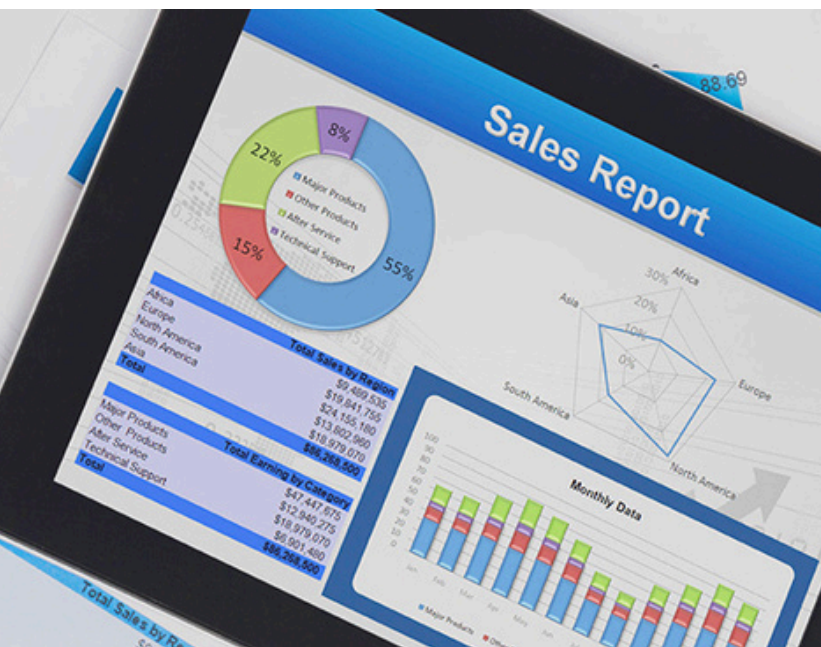 88.69
Sales Report
8%
22%
15%
55%
Major Products
Other Products
After Service
Technical Support
30%
20%
10%
0%
Africa
Asia
Europe
South America
North America
Total Sales by Region
Africa $9,489,535
Europe $19,841,755
North America $24,155,180
South America $13,802,960
Asia $18,979,070
Total $86,268,500
Total Earning by Category
Major Products $47,447,675
Other Products $12,940,275
After Service $18,979,070
Technical Support $6,901,480
Total $86,268,500
Monthly Data
100
90
80
70
60
50
40
30
20
10
0
Jan
Feb
Mar
Apr
May
Jun
Major Products
Total Sales by